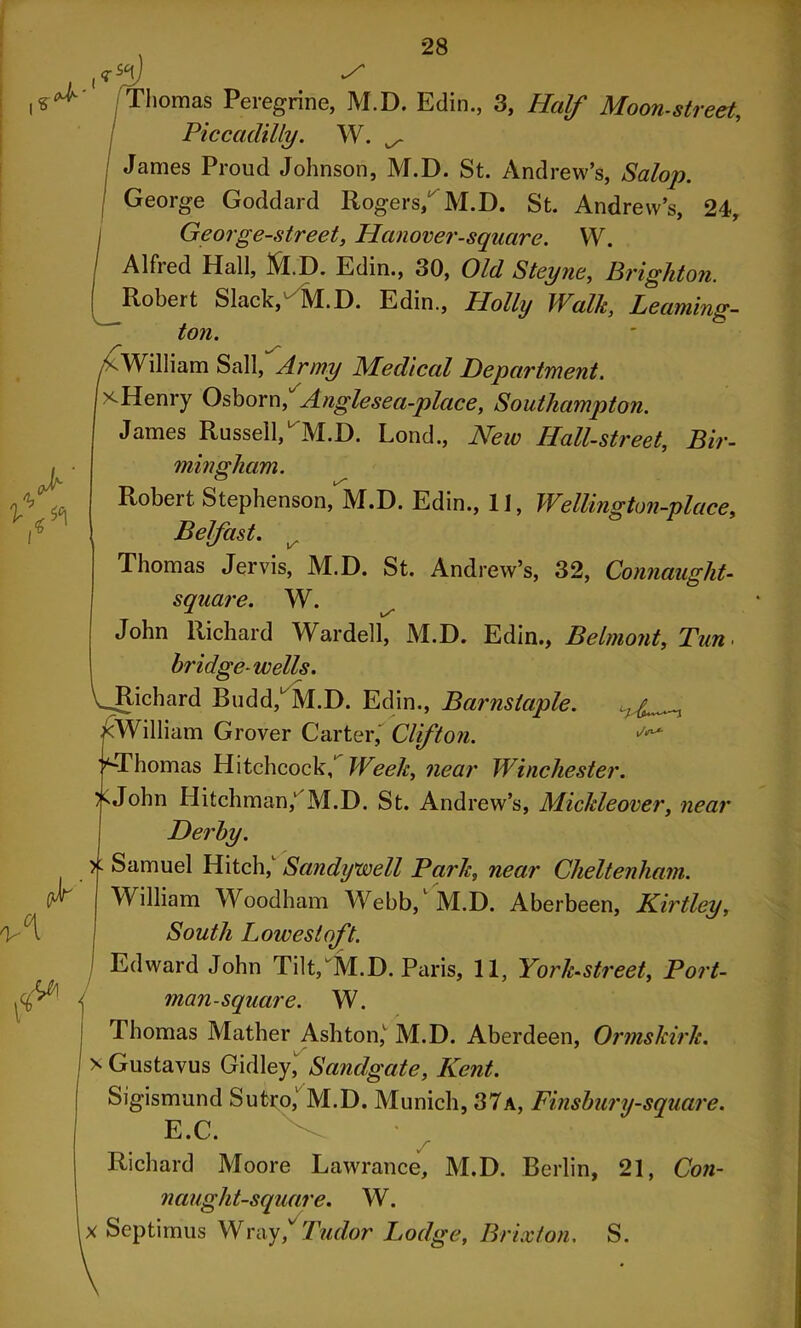 28
Thomas Peregrine, M.D. Edin., 3, Half Moon-street,
Piccadilly. W.
James Proud Johnson, M.D. St. Andrew's, Salop.
George Goddard Rogers, M.D. St. Andrew's, 24,
George-street, Hanover-square. W.
Alfred Hall, M.D. Edin., 30, Old Steyne, Brighton.
Robert Slack, M.D. Edin., Holly Walk, Leaming-
ton.
William Sall, Army Medical Department.
x Henry Osborn, Anglesea-place, Southampton.
James Russell, M.D. Lond., New Hall-street, Bir-
mingham.
Robert Stephenson, M.D. Edin., 11, Wellington-place,
Belfast.
Thomas Jervis, M.D. St. Andrew's, 32, Connaught-
square. W.
John Richard Wardell, M.D. Edin., Belmont, Tun-
bridge-wells.
Richard Budd, M.D. Edin., Barnstaple.
x William Grover Carter, Clifton.
x Thomas Hitchcock, Week, near Winchester.
x John Hitchman, M.D. St. Andrew's, Mickleover, near
Derby.
x Samuel Hitch, Sandywell Park, near Cheltenham.
William Woodham Webb, M.D. Aberbeen, Kirtley,
South Lowestoft.
Edward John Tilt, M.D. Paris, 11, York-street, Port-
man-square. W.
Thomas Mather Ashton, M.D. Aberdeen, Ormskirk.
x Gustavus Gidley, Sandgate, Kent.
Sigismund Sutro, M.D. Munich, 37A, Finsbury-square.
E.C.
Richard Moore Lawrance, M.D. Berlin, 21, Con-
naught-square. W.
x Septimus Wray, Tudor Lodge, Brixton. S.